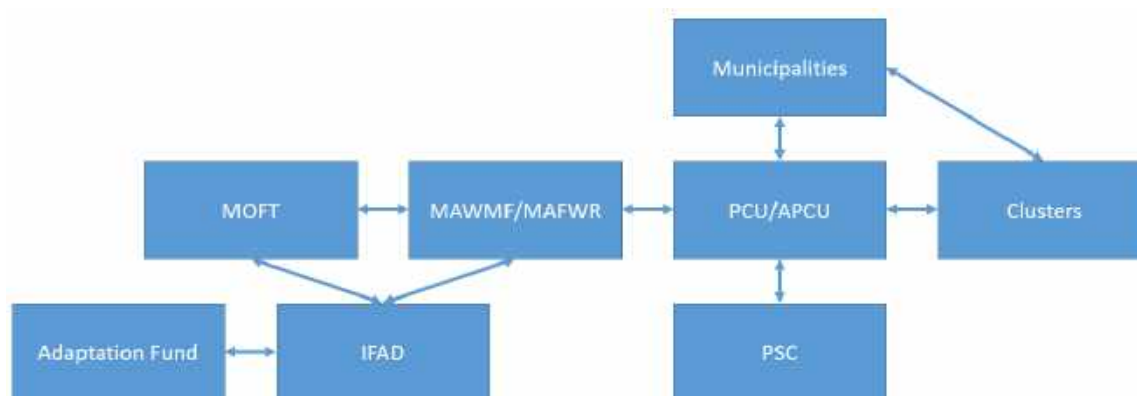 Municipalities
MOFT
MAWMF/MAFWR
PCU/APCU
Clusters
Adaptation Fund
IFAD
PSC